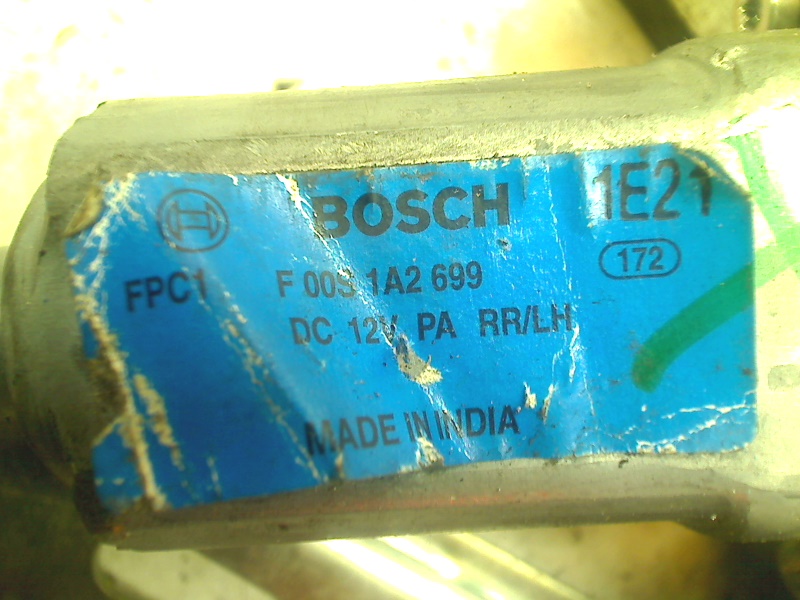 BOSCH 1E21
172
FPC1 F 00S 1A2 699
DC 12V PA RR/LH
MADE IN INDIA